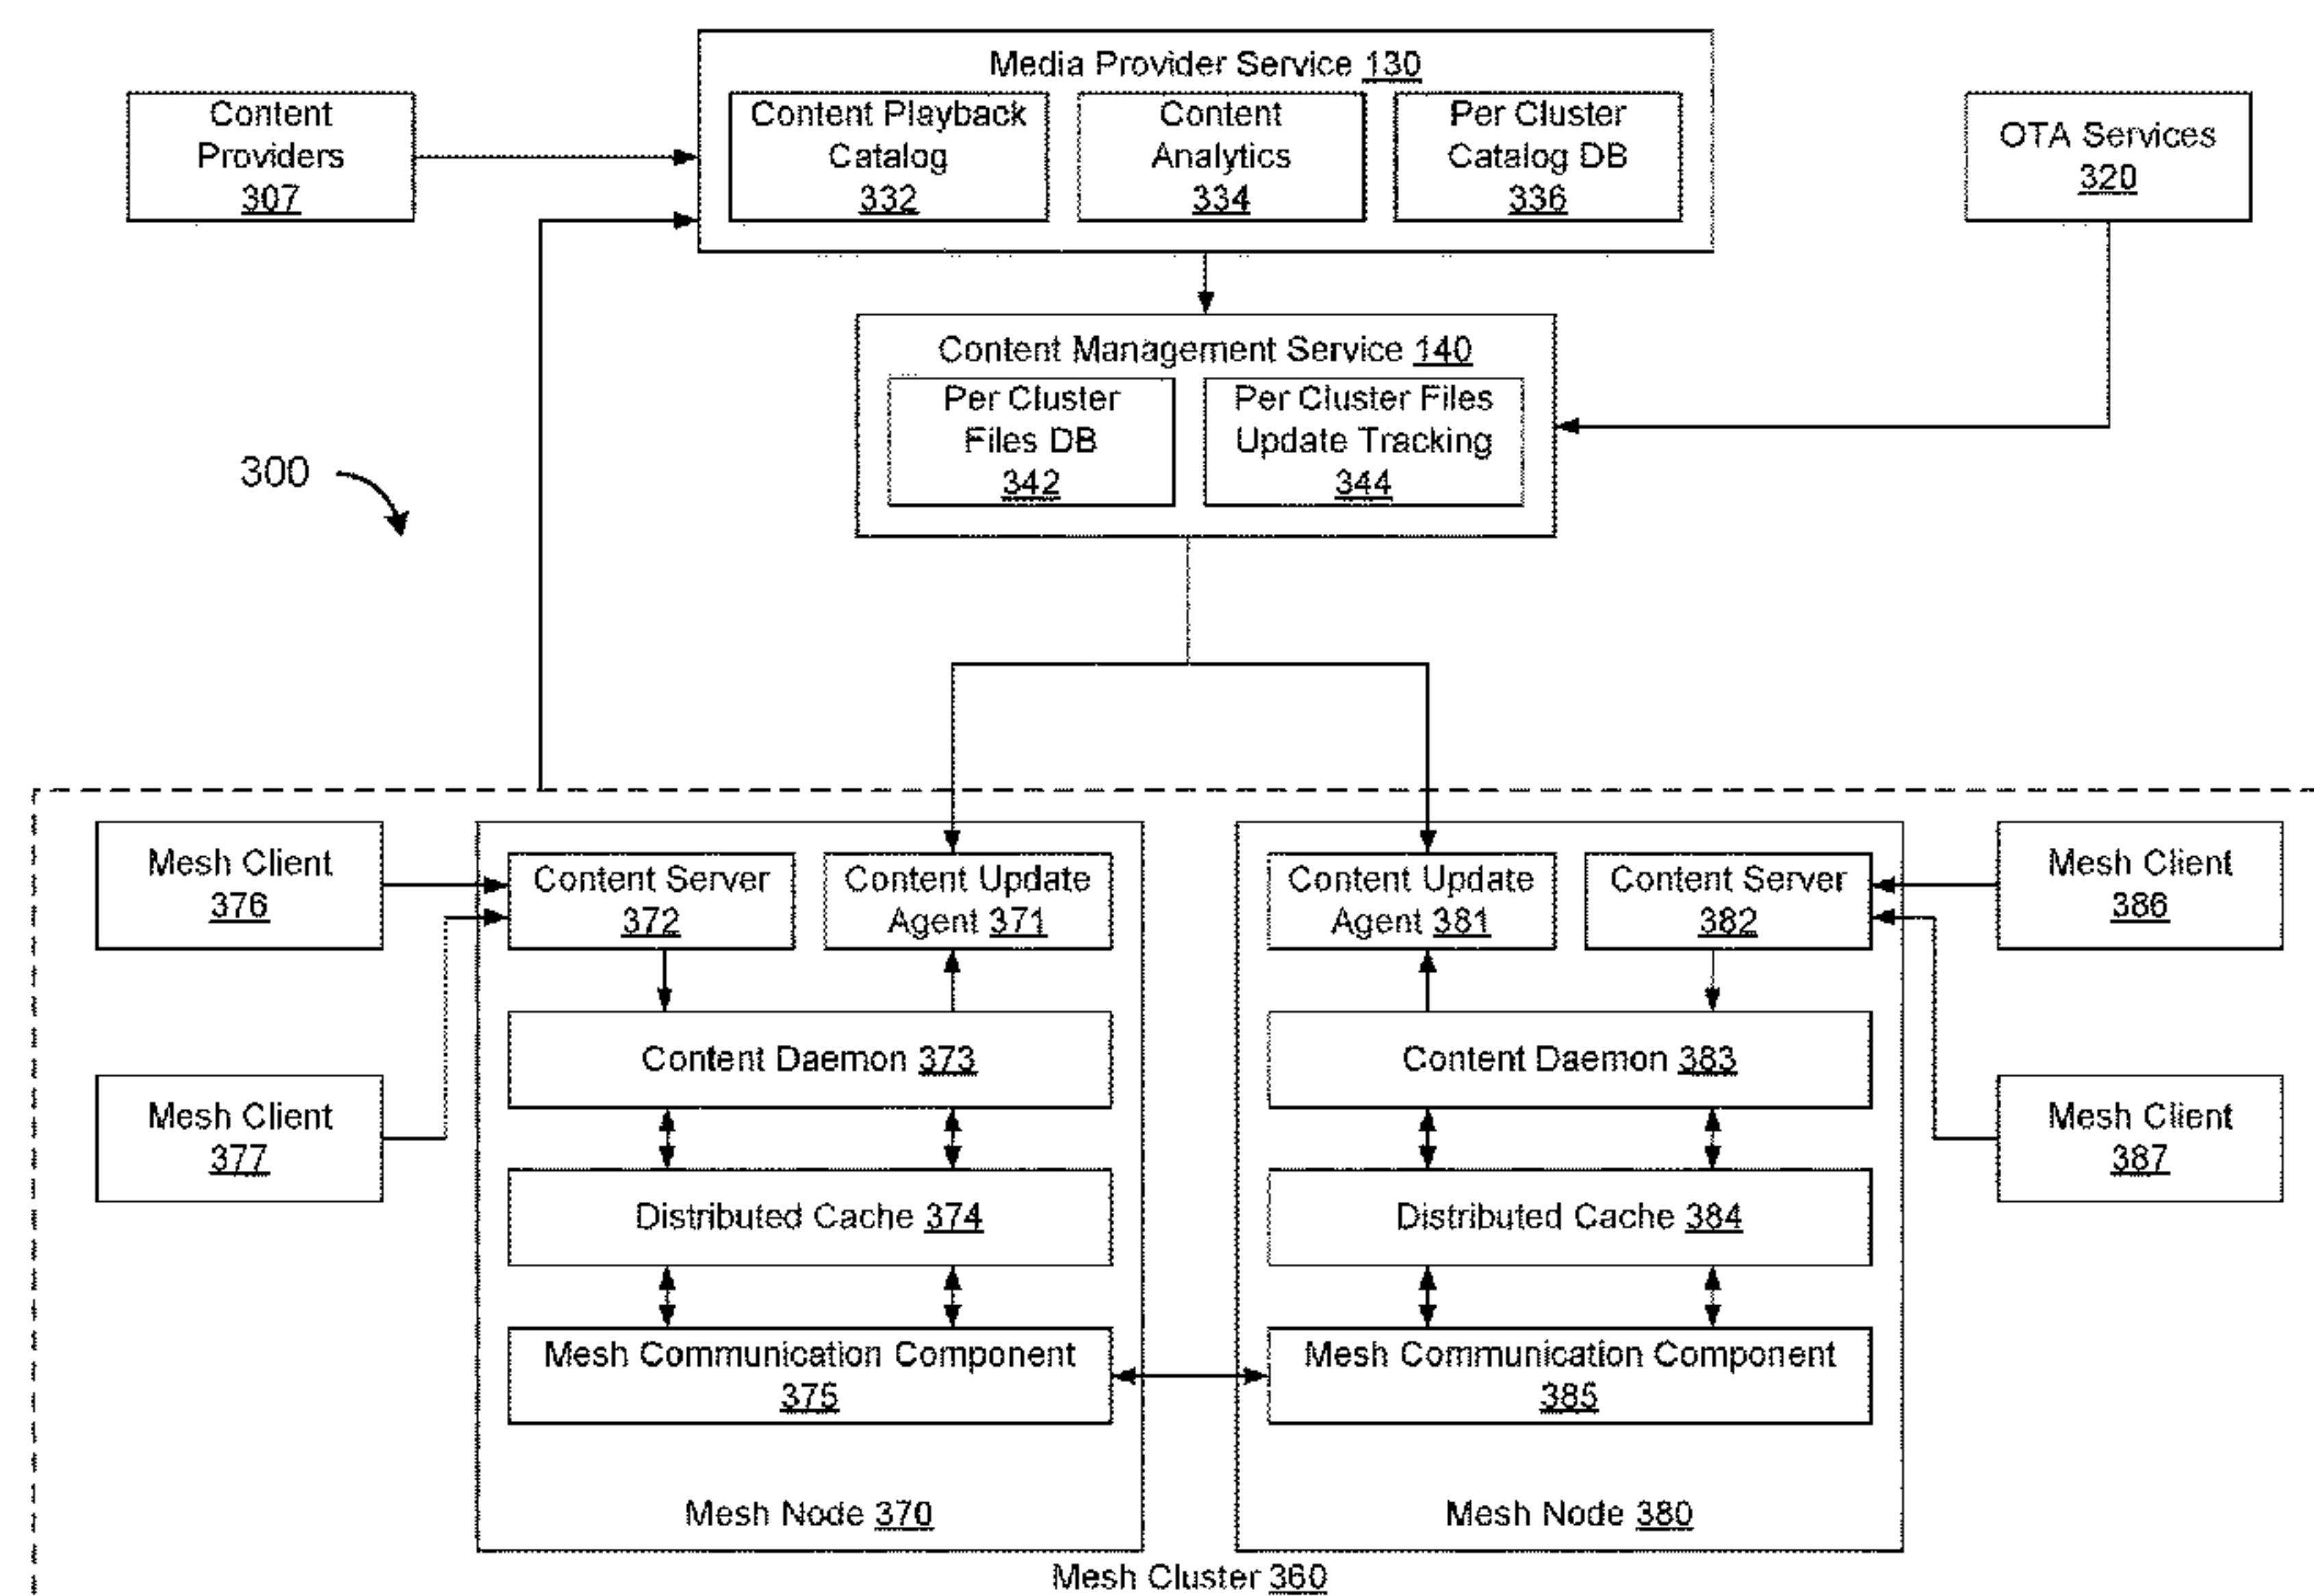 Media Provider Service 130
Content
Providers
307
Content Playback
Catalog
332
Content
Analytics
334
Per Cluster
Catalog DB
336
OTA Services
320
Content Management Service 140
Per Cluster
Files DB
342
Per Cluster Files
Update Tracking
344
300
Mesh Client
376
Content Server
372
Content Update
Agent 371
Content Update
Agent 381
Content Server
382
Mesh Client
386
Mesh Client
377
Content Daemon 373
Content Daemon 383
Mesh Client
387
Distributed Cache 374
Distributed Cache 384
Mesh Communication Component
375
Mesh Communication Component
385
Mesh Node 370
Mesh Node 380
Mesh Cluster 360